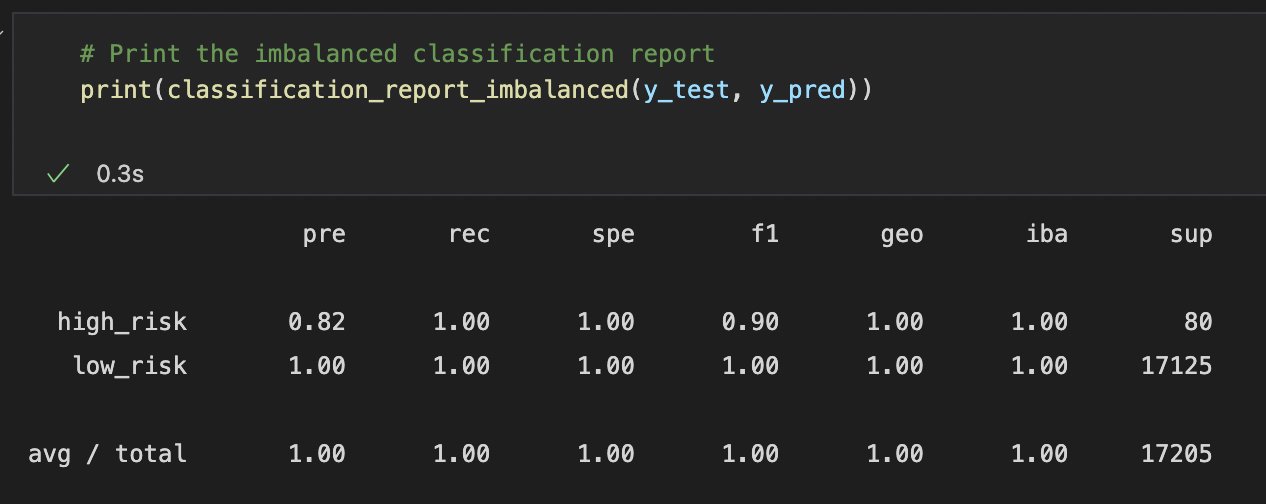 # Print the imbalanced classification report
print(classification_report_imbalanced(y_test, y_pred))
0.3s
pre rec spe f1 geo iba sup
high_risk 0.82 1.00 1.00 0.90 1.00 1.00 80
low_risk 1.00 1.00 1.00 1.00 1.00 1.00 17125
avg / total 1.00 1.00 1.00 1.00 1.00 1.00 17205